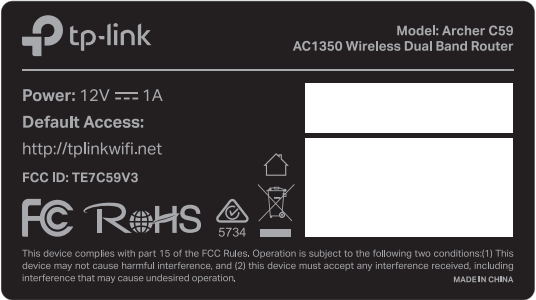 tp-link
Model: Archer C59
AC1350 Wireless Dual Band Router
Power: 12V ⎓ 1A
Default Access:
http://tplinkwifi.net
FCC ID: TE7C59V3
FC RoHS 5734
This device complies with part 15 of the FCC Rules. Operation is subject to the following two conditions:(1) This
device may not cause harmful interference, and (2) this device must accept any interference received, including
interference that may cause undesired operation.
MADE IN CHINA